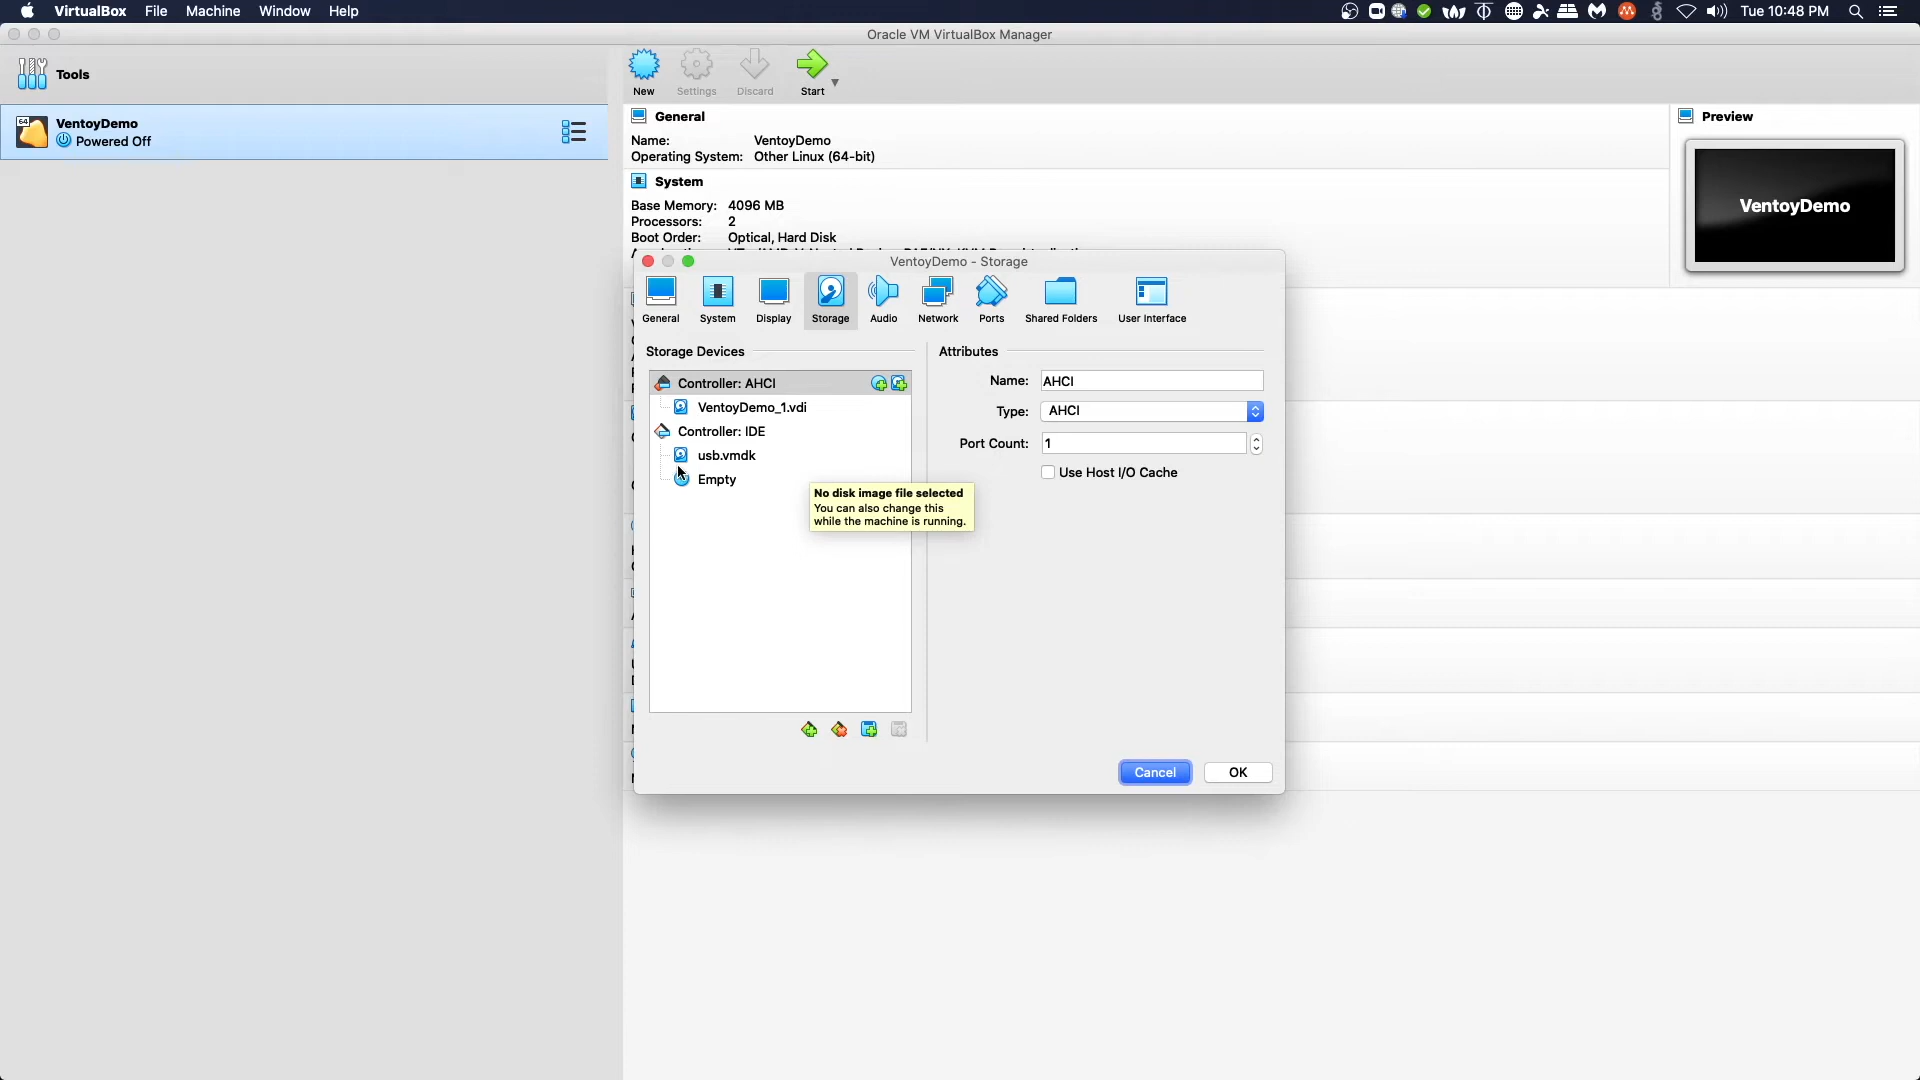 VirtualBox File Machine Window Help
Tue 10:48 PM
Oracle VM VirtualBox Manager
Tools
New Settings Discard Start
64
VentoyDemo
Powered Off
General
Name: VentoyDemo
Operating System: Other Linux (64-bit)
System
Base Memory: 4096 MB
Processors: 2
Boot Order: Optical, Hard Disk
Preview
VentoyDemo
VentoyDemo - Storage
General System Display Storage Audio Network Ports Shared Folders User Interface
Storage Devices
Controller: AHCI
VentoyDemo_1.vdi
Controller: IDE
usb.vmdk
Empty
Attributes
Name: AHCI
Type: AHCI
Port Count: 1
Use Host I/O Cache
No disk image file selected
You can also change this
while the machine is running.
Cancel OK